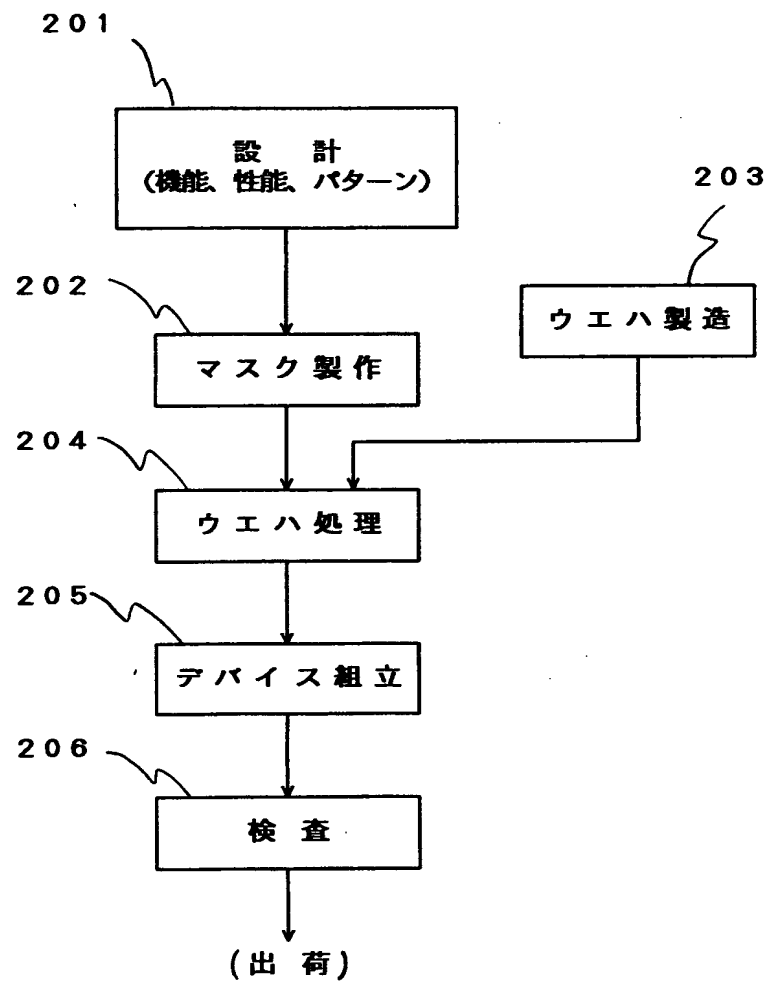 201
設計
(機能、性能、パターン)
203
202
ウエハ製造
マスク製作
204
ウエハ処理
205
デバイス組立
206
検査
(出荷)